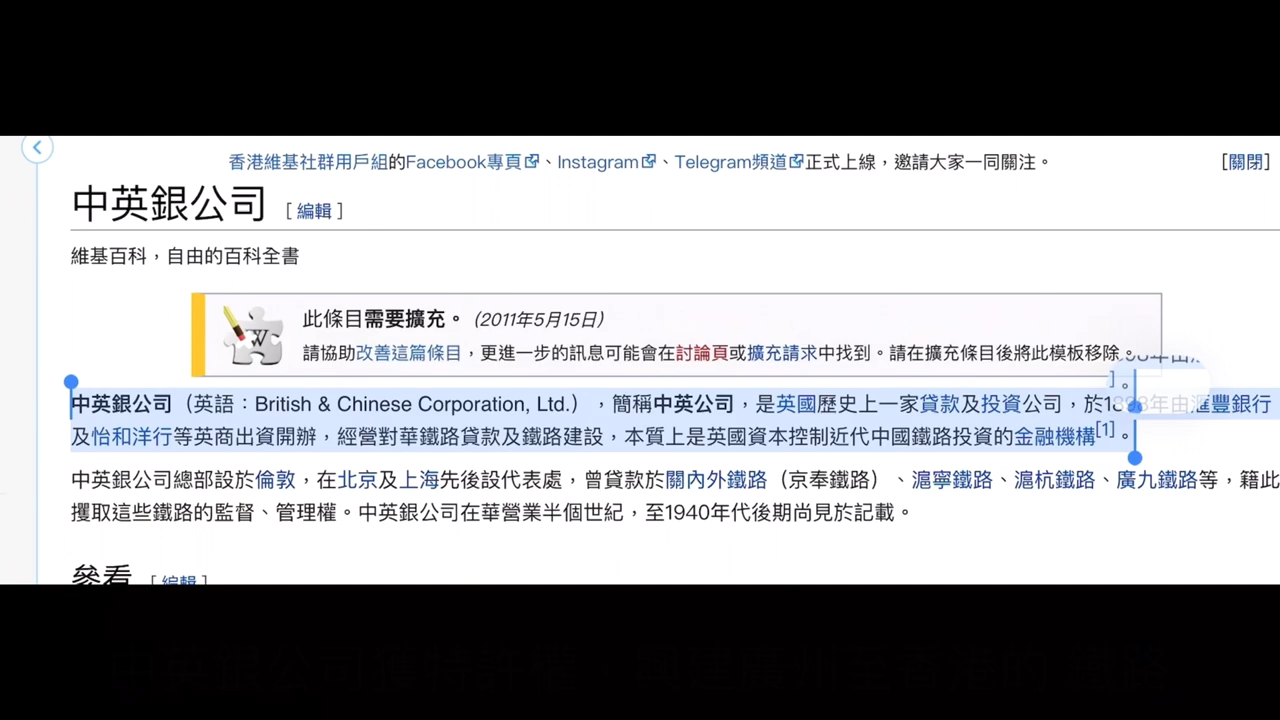 香港維基社群用戶組的Facebook專頁、Instagram、Telegram頻道正式上線，邀請大家一同關注。 [關閉]
中英銀公司 [編輯]
維基百科，自由的百科全書
此條目需要擴充。 (2011年5月15日)
請協助改善這篇條目，更進一步的訊息可能會在討論頁或擴充請求中找到。請在擴充條目後將此模板移除。
中英銀公司（英語：British & Chinese Corporation, Ltd.），簡稱中英公司，是英國歷史上一家貸款及投資公司，於1898年由滙豐銀行
及怡和洋行等英商出資開辦，經營對華鐵路貸款及鐵路建設，本質上是英國資本控制近代中國鐵路投資的金融機構[1]。
中英銀公司總部設於倫敦，在北京及上海先後設代表處，曾貸款於關內外鐵路（京奉鐵路）、滬寧鐵路、滬杭鐵路、廣九鐵路等，藉此
攫取這些鐵路的監督、管理權。中英銀公司在華營業半個世紀，至1940年代後期尚見於記載。
參看 [編輯]